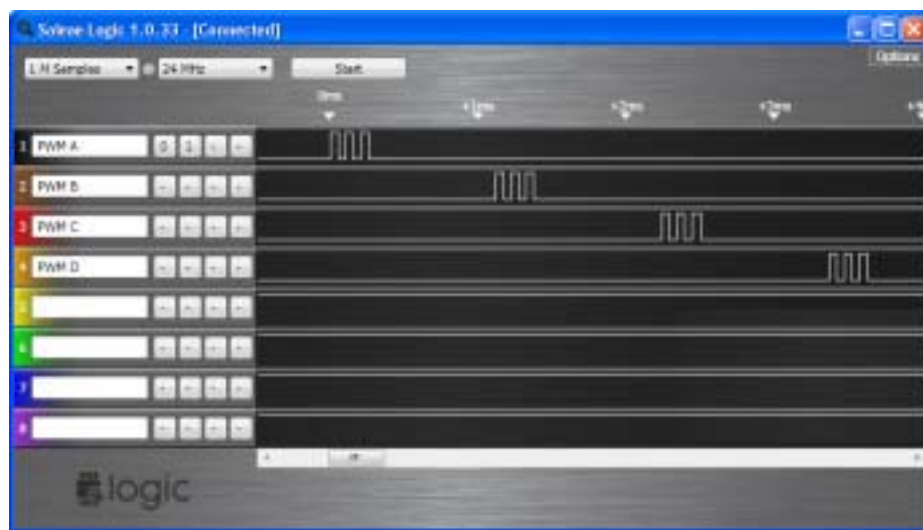 Saleae Logic 1.0.33 - [Connected]
1 M Samples @ 24 MHz Start Options
0ms +1ms +2ms +3ms
1 PWM A 0 1 - -
2 PWM B - - - -
3 PWM C - - - -
4 PWM D - - - -
5 - - - -
6 - - - -
7 - - - -
8 - - - -
logic